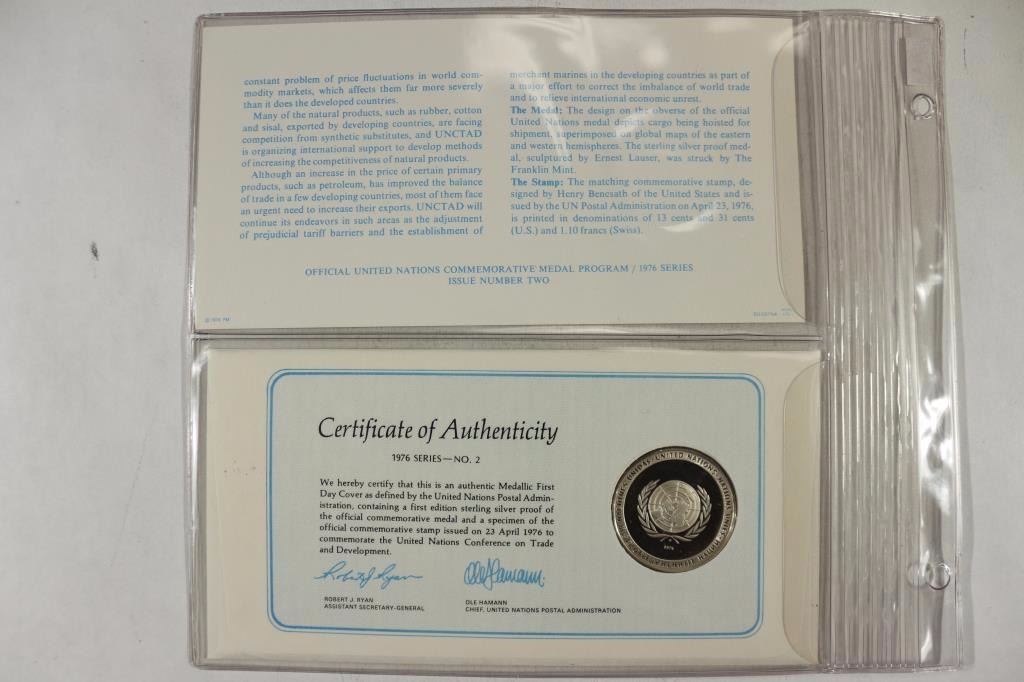 constant problem of price fluctuations in world com-
modity markets, which affects them far more severely
than it does the developed countries.
Many of the natural products, such as rubber, cotton
and sisal, exported by developing countries, are facing
competition from synthetic substitutes, and UNCTAD
is organizing international support to develop methods
of increasing the competitiveness of natural products.
Although an increase in the price of certain primary
products, such as petroleum, has improved the balance
of trade in a few developing countries, most of them face
an urgent need to increase their exports. UNCTAD will
continue its endeavors in such areas as the adjustment
of prejudicial tariff barriers and the establishment of
merchant marines in the developing countries as part of
a major effort to correct the imbalance of world trade
and to relieve international economic unrest.
The Medal: The design on the obverse of the official
United Nations medal depicts cargo being hoisted for
shipment, superimposed on global maps of the eastern
and western hemispheres. The sterling silver proof med-
al, sculptured by Ernest Lauser, was struck by The
Franklin Mint.
The Stamp: The matching commemorative stamp, de-
signed by Henry Bencsath of the United States and is-
sued by the UN Postal Administration on April 23, 1976,
is printed in denominations of 13 cents and 31 cents
(U.S.) and 1.10 francs (Swiss).
OFFICIAL UNITED NATIONS COMMEMORATIVE MEDAL PROGRAM / 1976 SERIES
ISSUE NUMBER TWO
© 1976 FM
Certificate of Authenticity
1976 SERIES—NO. 2
We hereby certify that this is an authentic Medallic First
Day Cover as defined by the United Nations Postal Admin-
istration, containing a first edition sterling silver proof of
the official commemorative medal and a specimen of the
official commemorative stamp issued on 23 April 1976 to
commemorate the United Nations Conference on Trade
and Development.
Robert J. Ryan
Ole Hamann
ROBERT J. RYAN
ASSISTANT SECRETARY-GENERAL
OLE HAMANN
CHIEF, UNITED NATIONS POSTAL ADMINISTRATION
UNITED NATIONS
NATIONS UNIES
1976